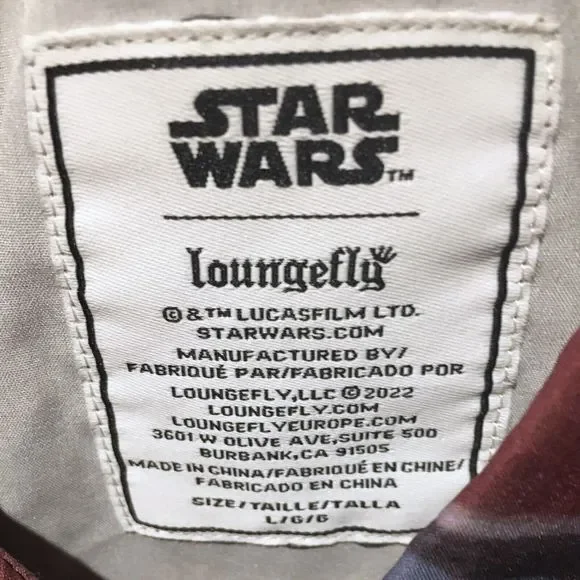 STAR
WARS™
loungefly
©&™LUCASFILM LTD.
STARWARS.COM
MANUFACTURED BY/
FABRIQUÉ PAR/FABRICADO POR
LOUNGEFLY,LLC ©2022
LOUNGEFLY.COM
LOUNGEFLYEUROPE.COM
3601 W OLIVE AVE,SUITE 500
BURBANK,CA 91505
MADE IN CHINA/FABRIQUÉ EN CHINE/
FABRICADO EN CHINA
SIZE/TAILLE/TALLA
L/G/G